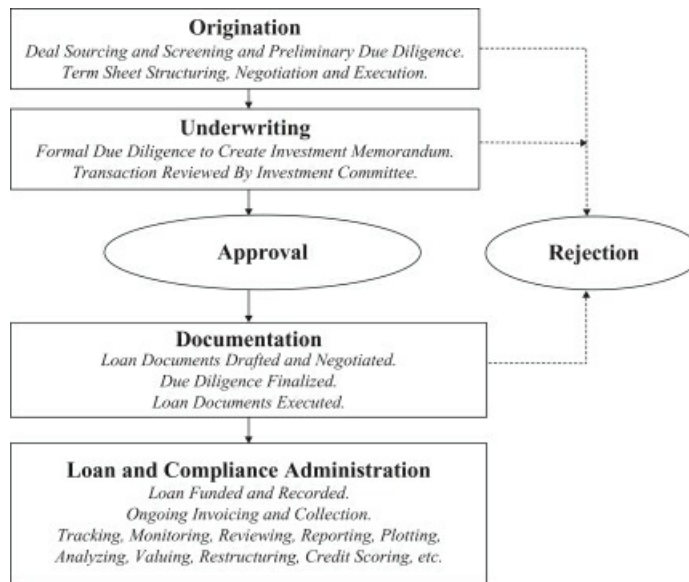 Origination
Deal Sourcing and Screening and Preliminary Due Diligence.
Term Sheet Structuring, Negotiation and Execution.
Underwriting
Formal Due Diligence to Create Investment Memorandum.
Transaction Reviewed By Investment Committee.
Approval
Rejection
Documentation
Loan Documents Drafted and Negotiated.
Due Diligence Finalized.
Loan Documents Executed.
Loan and Compliance Administration
Loan Funded and Recorded.
Ongoing Invoicing and Collection.
Tracking, Monitoring, Reviewing, Reporting, Plotting,
Analyzing, Valuing, Restructuring, Credit Scoring, etc.